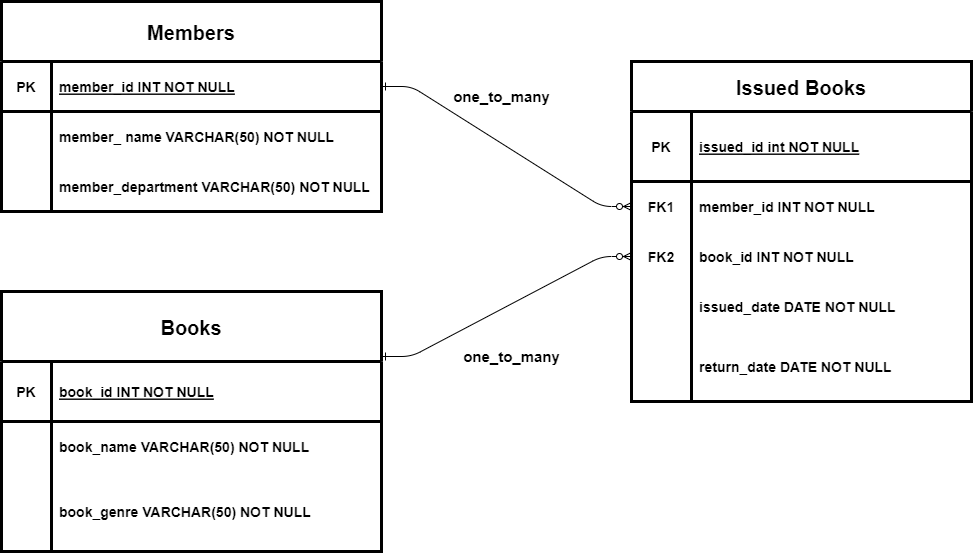 Members
PK member_id INT NOT NULL
member_ name VARCHAR(50) NOT NULL
member_department VARCHAR(50) NOT NULL
one_to_many
Issued Books
PK issued_id int NOT NULL
FK1 member_id INT NOT NULL
FK2 book_id INT NOT NULL
issued_date DATE NOT NULL
return_date DATE NOT NULL
Books
PK book_id INT NOT NULL
book_name VARCHAR(50) NOT NULL
book_genre VARCHAR(50) NOT NULL
one_to_many